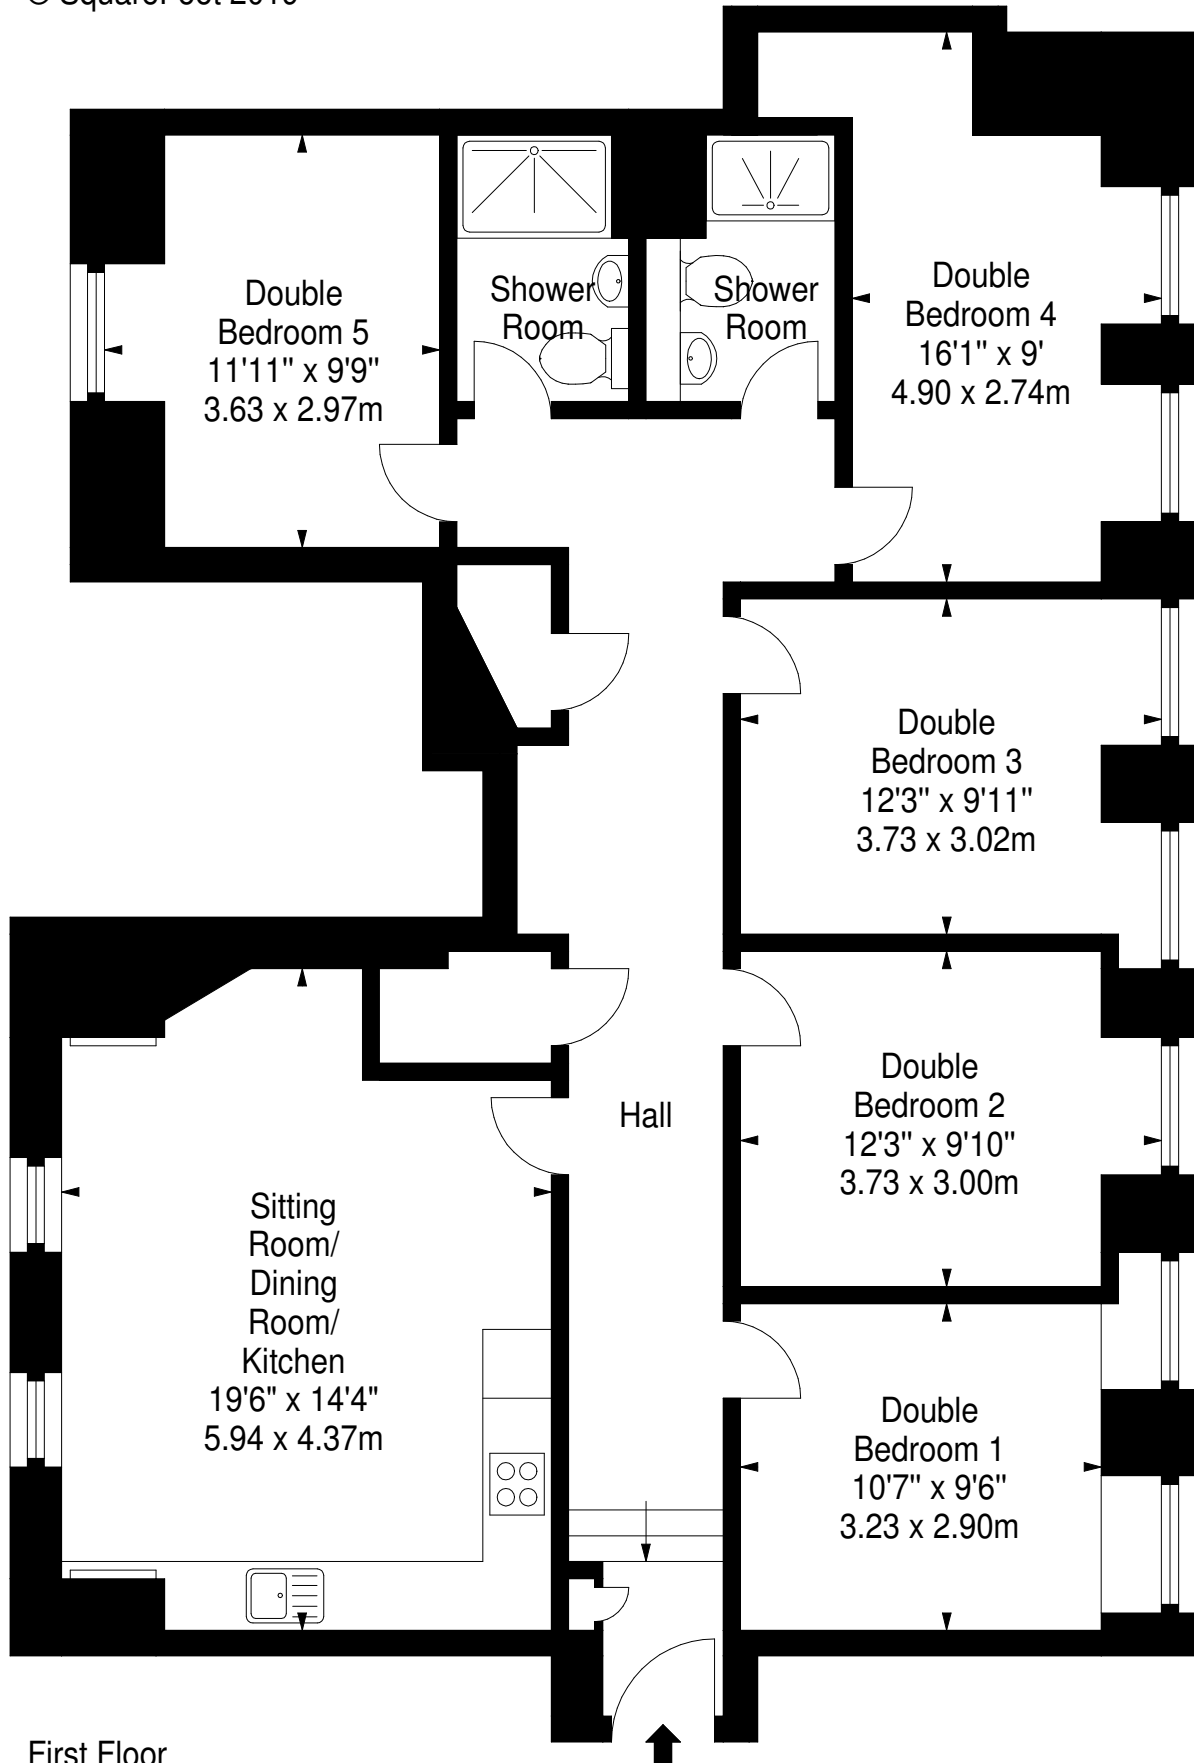 © SquareFoot 2016
Double
Bedroom 5
11'11" x 9'9"
3.63 x 2.97m
Shower
Room
Shower
Room
Double
Bedroom 4
16'1" x 9'
4.90 x 2.74m
Double
Bedroom 3
12'3" x 9'11"
3.73 x 3.02m
Hall
Double
Bedroom 2
12'3" x 9'10"
3.73 x 3.00m
Sitting
Room/
Dining
Room/
Kitchen
19'6" x 14'4"
5.94 x 4.37m
Double
Bedroom 1
10'7" x 9'6"
3.23 x 2.90m
First Floor